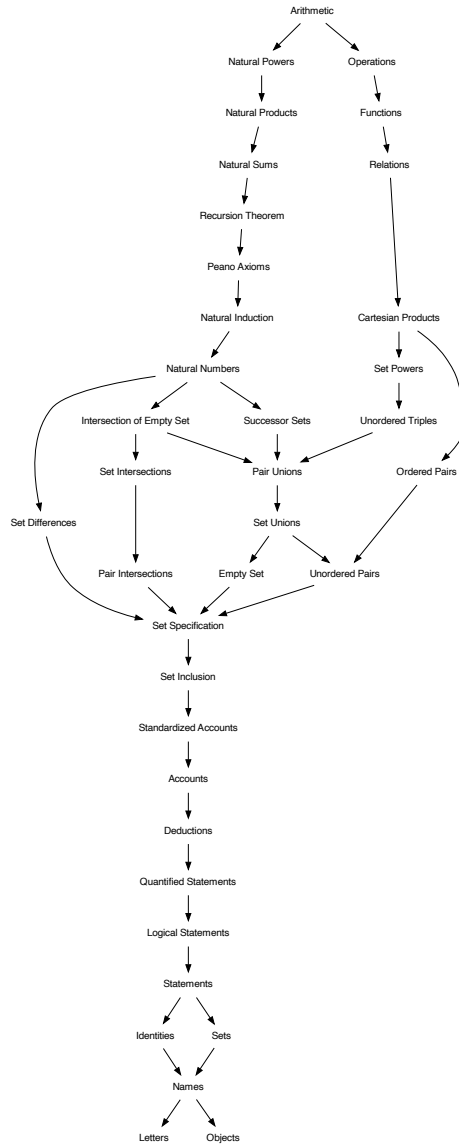 Arithmetic
Natural Powers
Operations
Natural Products
Functions
Natural Sums
Relations
Recursion Theorem
Peano Axioms
Natural Induction
Cartesian Products
Natural Numbers
Set Powers
Intersection of Empty Set
Successor Sets
Unordered Triples
Set Intersections
Pair Unions
Ordered Pairs
Set Differences
Set Unions
Pair Intersections
Empty Set
Unordered Pairs
Set Specification
Set Inclusion
Standardized Accounts
Accounts
Deductions
Quantified Statements
Logical Statements
Statements
Identities
Sets
Names
Letters
Objects